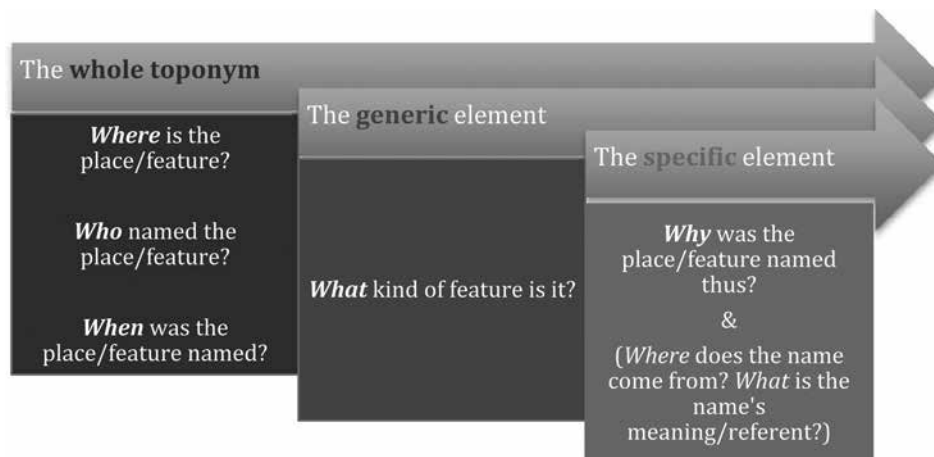 The whole toponym
Where is the
place/feature?
Who named the
place/feature?
When was the
place/feature named?
The generic element
What kind of feature is it?
The specific element
Why was the
place/feature named
thus?
&
(Where does the name
come from? What is the
name's
meaning/referent?)